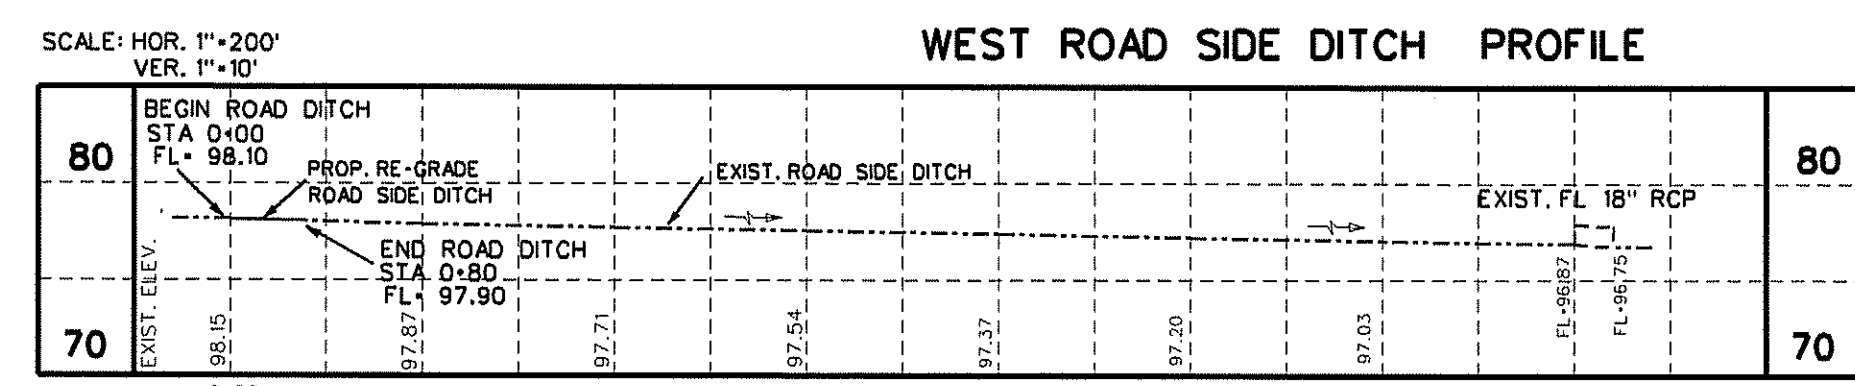 SCALE: HOR. 1"=200'
VER. 1"=10'
WEST ROAD SIDE DITCH PROFILE
BEGIN ROAD DITCH
STA 0+00
FL= 98.10
80
80
PROP. RE-GRADE
ROAD SIDE DITCH
EXIST. ROAD SIDE DITCH
EXIST. FL 18" RCP
END ROAD DITCH
STA 0+80
FL= 97.90
70
70
EXIST. ELEV.
98.15
97.87
97.71
97.54
97.37
97.20
97.03
FL=96.87
FL=96.75